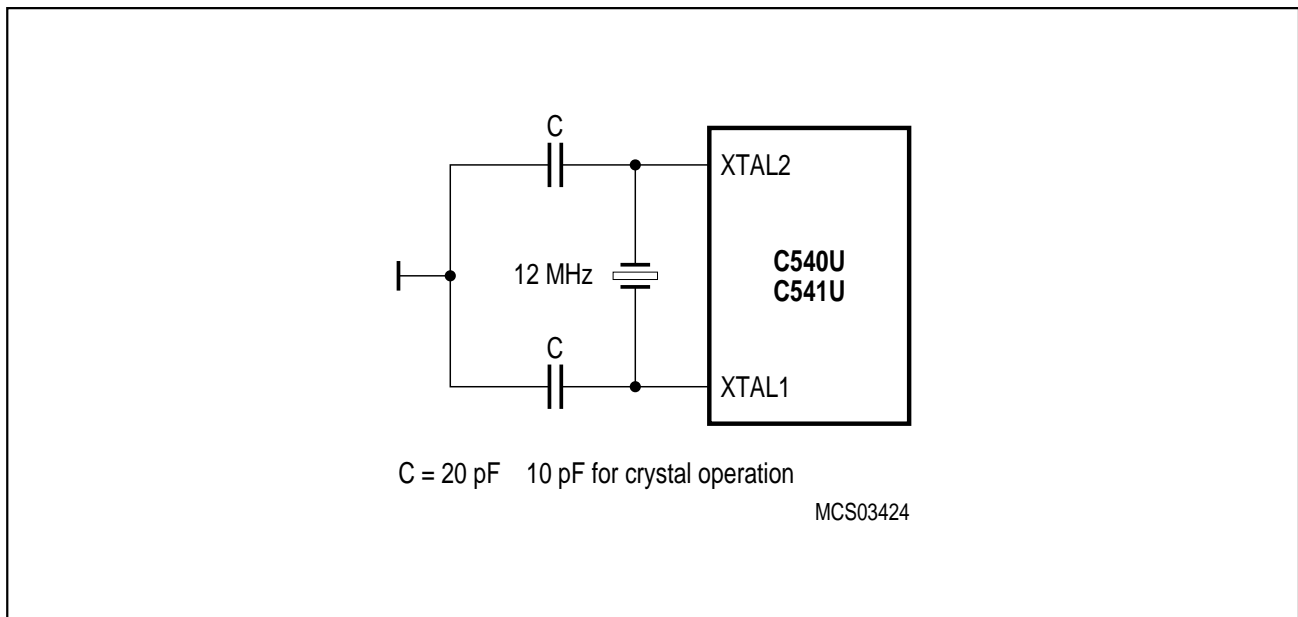 C
XTAL2
12 MHz
C540U
C541U
C
XTAL1
C = 20 pF 10 pF for crystal operation
MCS03424